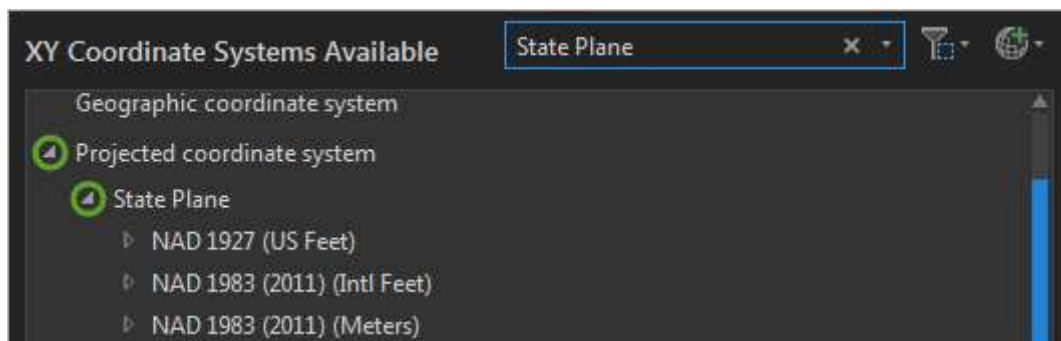 XY Coordinate Systems Available State Plane
Geographic coordinate system
Projected coordinate system
State Plane
NAD 1927 (US Feet)
NAD 1983 (2011) (Intl Feet)
NAD 1983 (2011) (Meters)